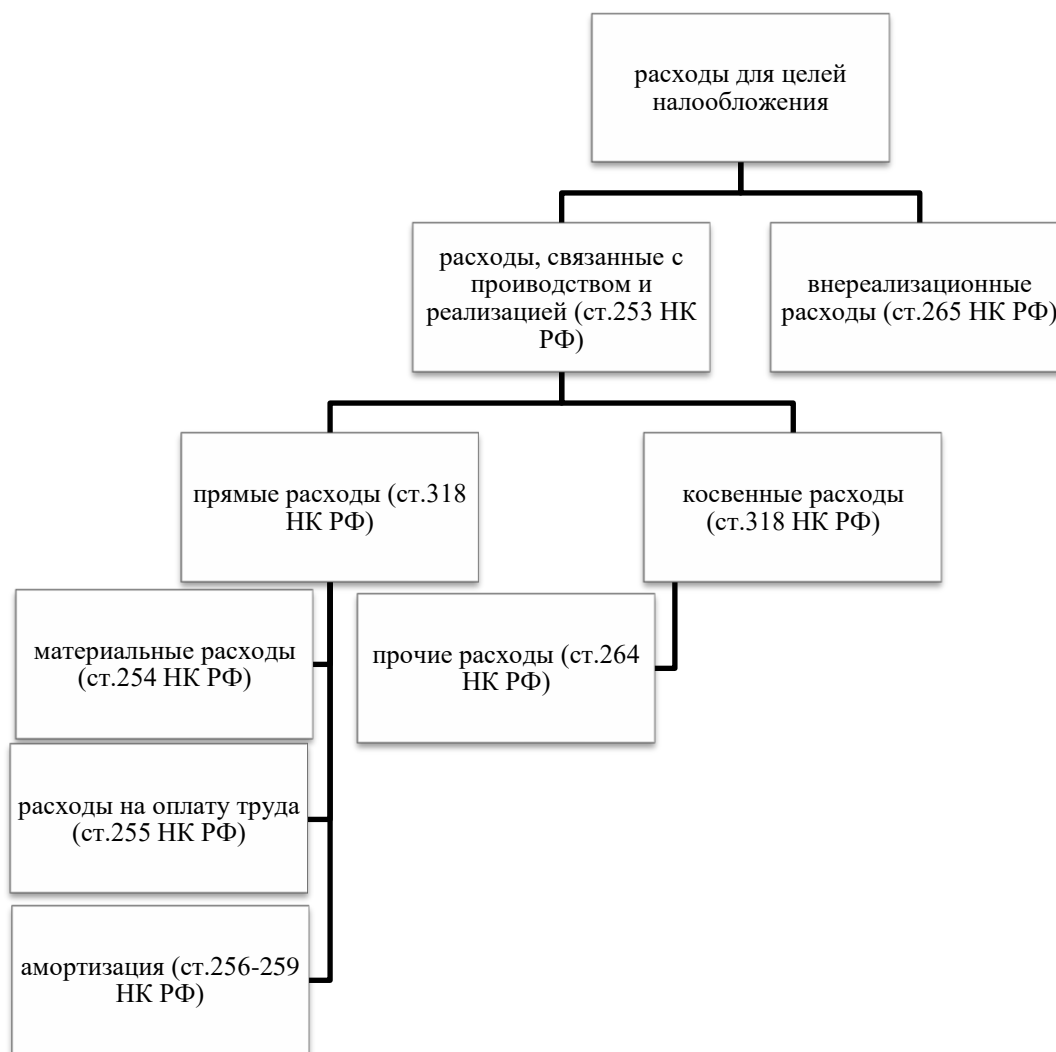 расходы для целей
налообложения
расходы, связанные с
проиводством и
реализацией (ст.253 НК
РФ)
внереализационные
расходы (ст.265 НК РФ)
прямые расходы (ст.318
НК РФ)
косвенные расходы
(ст.318 НК РФ)
материальные расходы
(ст.254 НК РФ)
прочие расходы (ст.264
НК РФ)
расходы на оплату труда
(ст.255 НК РФ)
амортизация (ст.256-259
НК РФ)